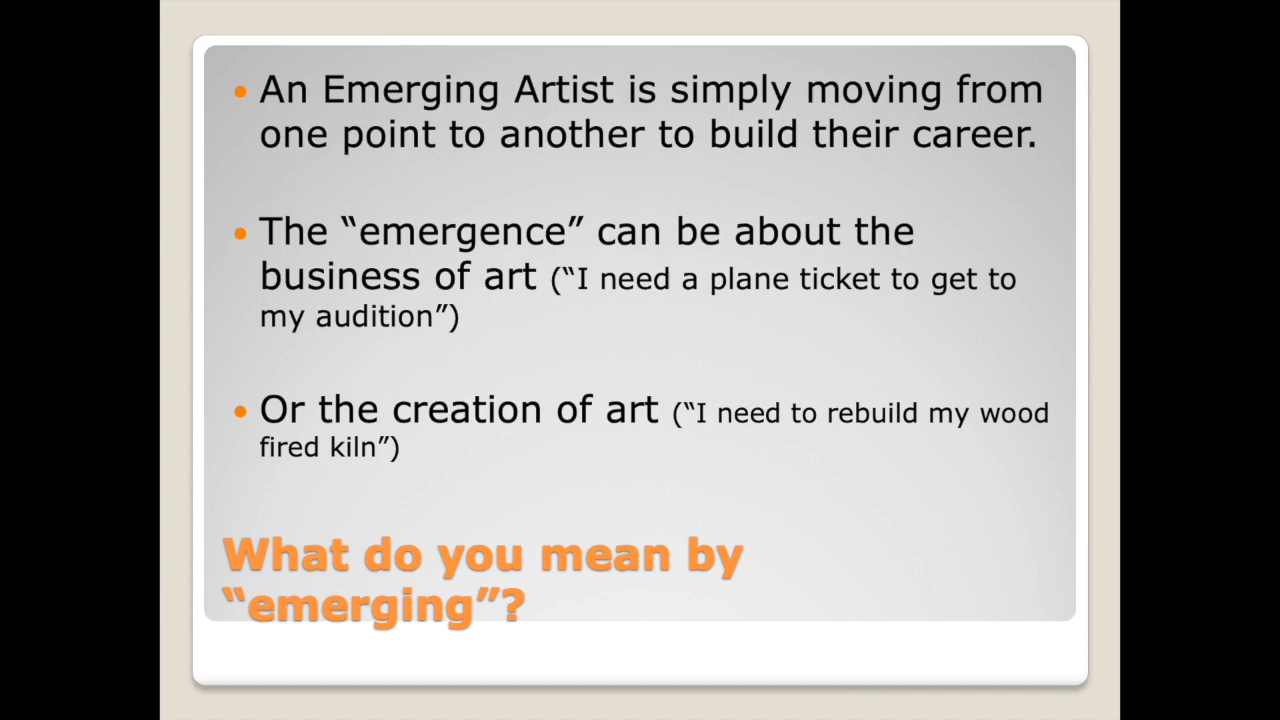 • An Emerging Artist is simply moving from
one point to another to build their career.
• The “emergence” can be about the
business of art (“I need a plane ticket to get to
my audition”)
• Or the creation of art (“I need to rebuild my wood
fired kiln”)
What do you mean by
“emerging”?